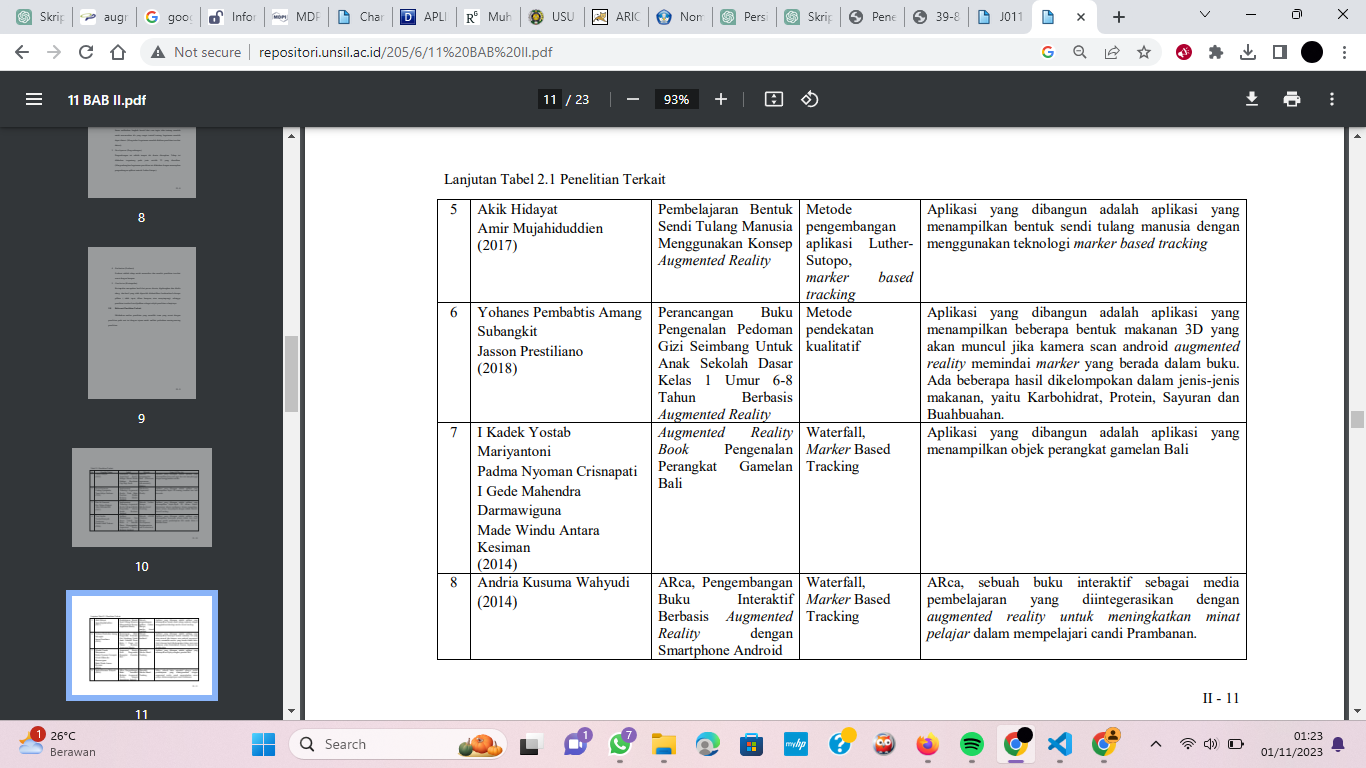 Skrip
augr
goog
Infor
MDP
Char
APLI
Muh
USU
ARIC
Nom
Persi
Skrip
Pene
39-8
J011
Not secure
repositori.unsil.ac.id/205/6/11%20BAB%20II.pdf
11 BAB II.pdf
11 / 23
93%
8
9
10
11
Lanjutan Tabel 2.1 Penelitian Terkait
5
Akik Hidayat
Amir Mujahiduddien
(2017)
Pembelajaran Bentuk
Sendi Tulang Manusia
Menggunakan Konsep
Augmented Reality
Metode
pengembangan
aplikasi Luther-
Sutopo,
marker based
tracking
Aplikasi yang dibangun adalah aplikasi yang
menampilkan bentuk sendi tulang manusia dengan
menggunakan teknologi marker based tracking
6
Yohanes Pembabtis Amang
Subangkit
Jasson Prestiliano
(2018)
Perancangan Buku
Pengenalan Pedoman
Gizi Seimbang Untuk
Anak Sekolah Dasar
Kelas 1 Umur 6-8
Tahun Berbasis
Augmented Reality
Metode
pendekatan
kualitatif
Aplikasi yang dibangun adalah aplikasi yang
menampilkan beberapa bentuk makanan 3D yang
akan muncul jika kamera scan android augmented
reality memindai marker yang berada dalam buku.
Ada beberapa hasil dikelompokan dalam jenis-jenis
makanan, yaitu Karbohidrat, Protein, Sayuran dan
Buahbuahan.
7
I Kadek Yostab
Mariyantoni
Padma Nyoman Crisnapati
I Gede Mahendra
Darmawiguna
Made Windu Antara
Kesiman
(2014)
Augmented Reality
Book Pengenalan
Perangkat Gamelan
Bali
Waterfall,
Marker Based
Tracking
Aplikasi yang dibangun adalah aplikasi yang
menampilkan objek perangkat gamelan Bali
8
Andria Kusuma Wahyudi
(2014)
ARca, Pengembangan
Buku Interaktif
Berbasis Augmented
Reality dengan
Smartphone Android
Waterfall,
Marker Based
Tracking
ARca, sebuah buku interaktif sebagai media
pembelajaran yang diintegerasikan dengan
augmented reality untuk meningkatkan minat
pelajar dalam mempelajari candi Prambanan.
II - 11
1
26°C
Berawan
Search
1
7
myhp
01:23
01/11/2023